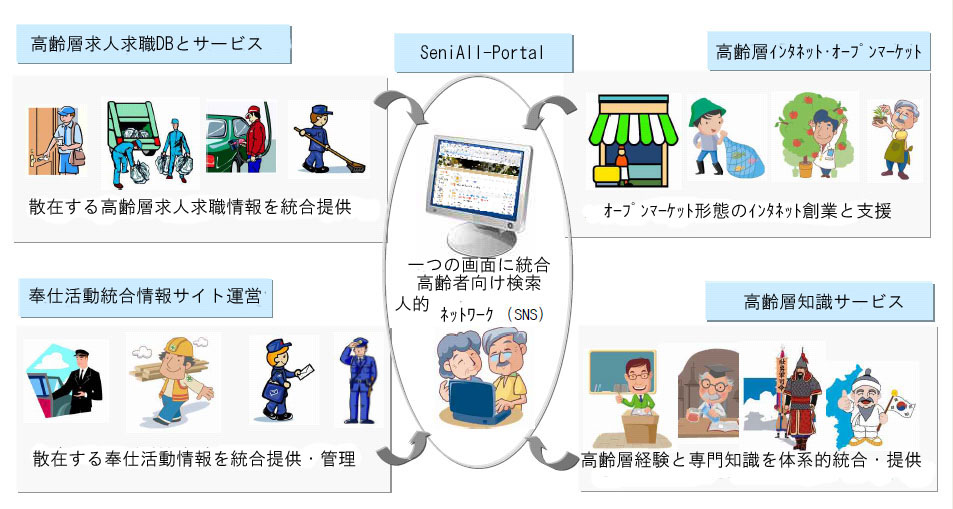 高齢層求人求職DBとサービス
SeniAll-Portal
高齢層ｲﾝﾀﾈｯﾄ･ｵｰﾌﾟﾝﾏｰｹｯﾄ
散在する高齢層求人求職情報を統合提供
ｵｰﾌﾟﾝﾏｰｹｯﾄ形態のｲﾝﾀﾈｯﾄ創業と支援
一つの画面に統合
高齢者向け検索
人的 ﾈｯﾄﾜｰｸ (SNS)
奉仕活動統合情報サイト運営
高齢層知識サービス
散在する奉仕活動情報を統合提供・管理
高齢層経験と専門知識を体系的統合・提供